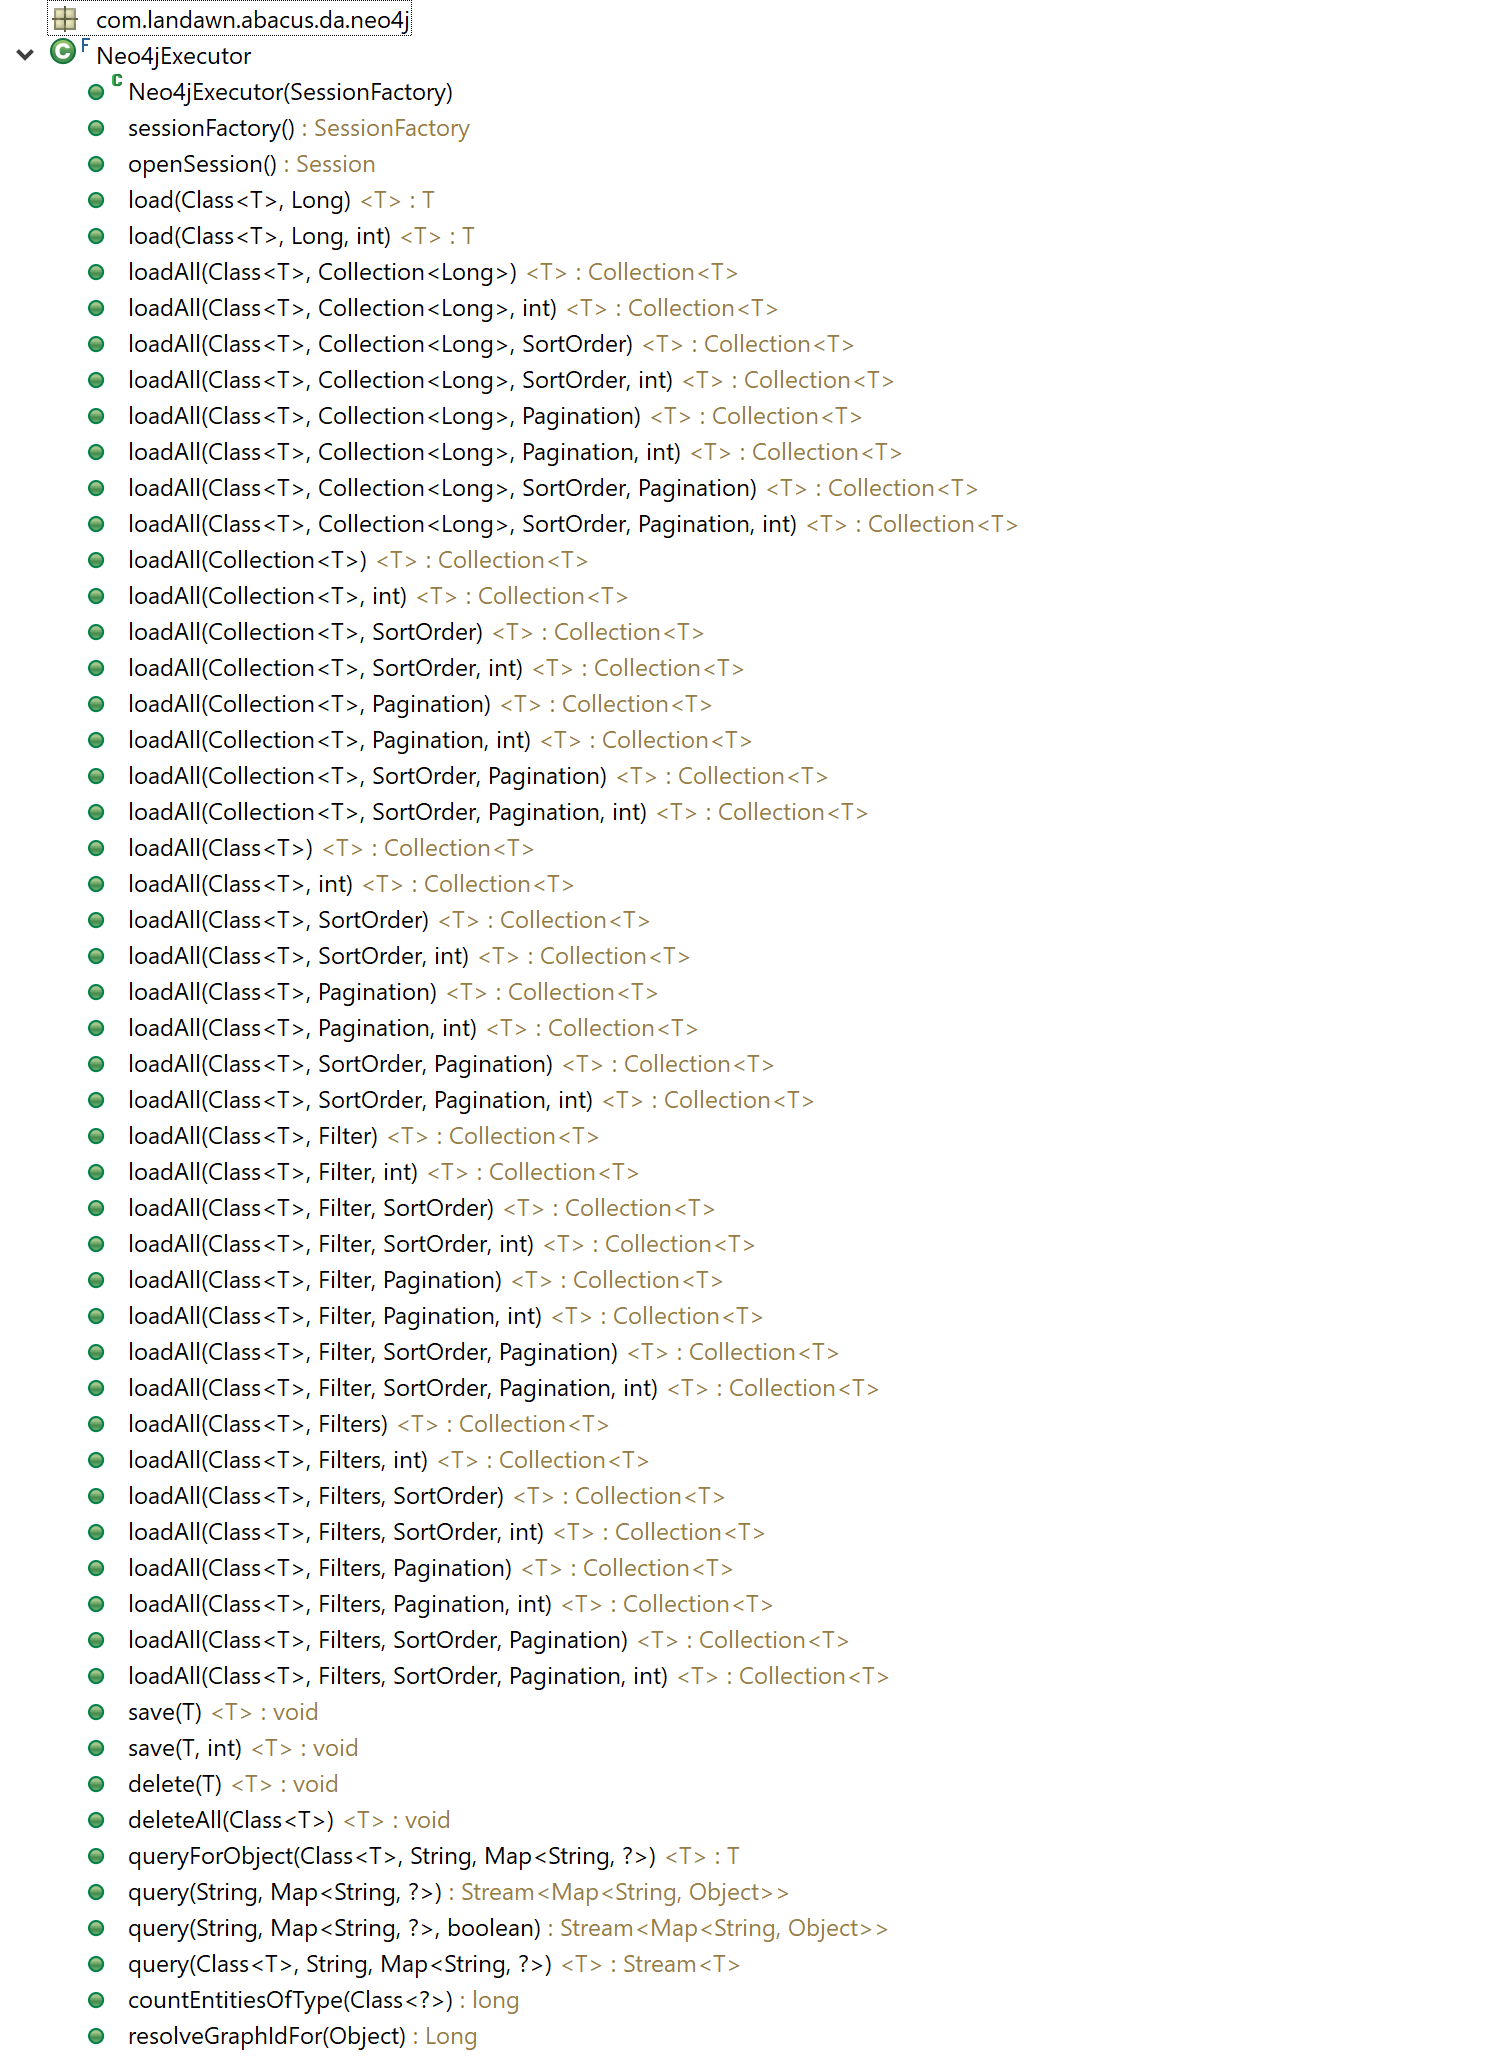 com.landawn.abacus.da.neo4j
F Neo4jExecutor
C Neo4jExecutor(SessionFactory)
sessionFactory() : SessionFactory
openSession() : Session
load(Class<T>, Long) <T> : T
load(Class<T>, Long, int) <T> : T
loadAll(Class<T>, Collection<Long>) <T> : Collection<T>
loadAll(Class<T>, Collection<Long>, int) <T> : Collection<T>
loadAll(Class<T>, Collection<Long>, SortOrder) <T> : Collection<T>
loadAll(Class<T>, Collection<Long>, SortOrder, int) <T> : Collection<T>
loadAll(Class<T>, Collection<Long>, Pagination) <T> : Collection<T>
loadAll(Class<T>, Collection<Long>, Pagination, int) <T> : Collection<T>
loadAll(Class<T>, Collection<Long>, SortOrder, Pagination) <T> : Collection<T>
loadAll(Class<T>, Collection<Long>, SortOrder, Pagination, int) <T> : Collection<T>
loadAll(Collection<T>) <T> : Collection<T>
loadAll(Collection<T>, int) <T> : Collection<T>
loadAll(Collection<T>, SortOrder) <T> : Collection<T>
loadAll(Collection<T>, SortOrder, int) <T> : Collection<T>
loadAll(Collection<T>, Pagination) <T> : Collection<T>
loadAll(Collection<T>, Pagination, int) <T> : Collection<T>
loadAll(Collection<T>, SortOrder, Pagination) <T> : Collection<T>
loadAll(Collection<T>, SortOrder, Pagination, int) <T> : Collection<T>
loadAll(Class<T>) <T> : Collection<T>
loadAll(Class<T>, int) <T> : Collection<T>
loadAll(Class<T>, SortOrder) <T> : Collection<T>
loadAll(Class<T>, SortOrder, int) <T> : Collection<T>
loadAll(Class<T>, Pagination) <T> : Collection<T>
loadAll(Class<T>, Pagination, int) <T> : Collection<T>
loadAll(Class<T>, SortOrder, Pagination) <T> : Collection<T>
loadAll(Class<T>, SortOrder, Pagination, int) <T> : Collection<T>
loadAll(Class<T>, Filter) <T> : Collection<T>
loadAll(Class<T>, Filter, int) <T> : Collection<T>
loadAll(Class<T>, Filter, SortOrder) <T> : Collection<T>
loadAll(Class<T>, Filter, SortOrder, int) <T> : Collection<T>
loadAll(Class<T>, Filter, Pagination) <T> : Collection<T>
loadAll(Class<T>, Filter, Pagination, int) <T> : Collection<T>
loadAll(Class<T>, Filter, SortOrder, Pagination) <T> : Collection<T>
loadAll(Class<T>, Filter, SortOrder, Pagination, int) <T> : Collection<T>
loadAll(Class<T>, Filters) <T> : Collection<T>
loadAll(Class<T>, Filters, int) <T> : Collection<T>
loadAll(Class<T>, Filters, SortOrder) <T> : Collection<T>
loadAll(Class<T>, Filters, SortOrder, int) <T> : Collection<T>
loadAll(Class<T>, Filters, Pagination) <T> : Collection<T>
loadAll(Class<T>, Filters, Pagination, int) <T> : Collection<T>
loadAll(Class<T>, Filters, SortOrder, Pagination) <T> : Collection<T>
loadAll(Class<T>, Filters, SortOrder, Pagination, int) <T> : Collection<T>
save(T) <T> : void
save(T, int) <T> : void
delete(T) <T> : void
deleteAll(Class<T>) <T> : void
queryForObject(Class<T>, String, Map<String, ?>) <T> : T
query(String, Map<String, ?>) : Stream<Map<String, Object>>
query(String, Map<String, ?>, boolean) : Stream<Map<String, Object>>
query(Class<T>, String, Map<String, ?>) <T> : Stream<T>
countEntitiesOfType(Class<?>) : long
resolveGraphIdFor(Object) : Long